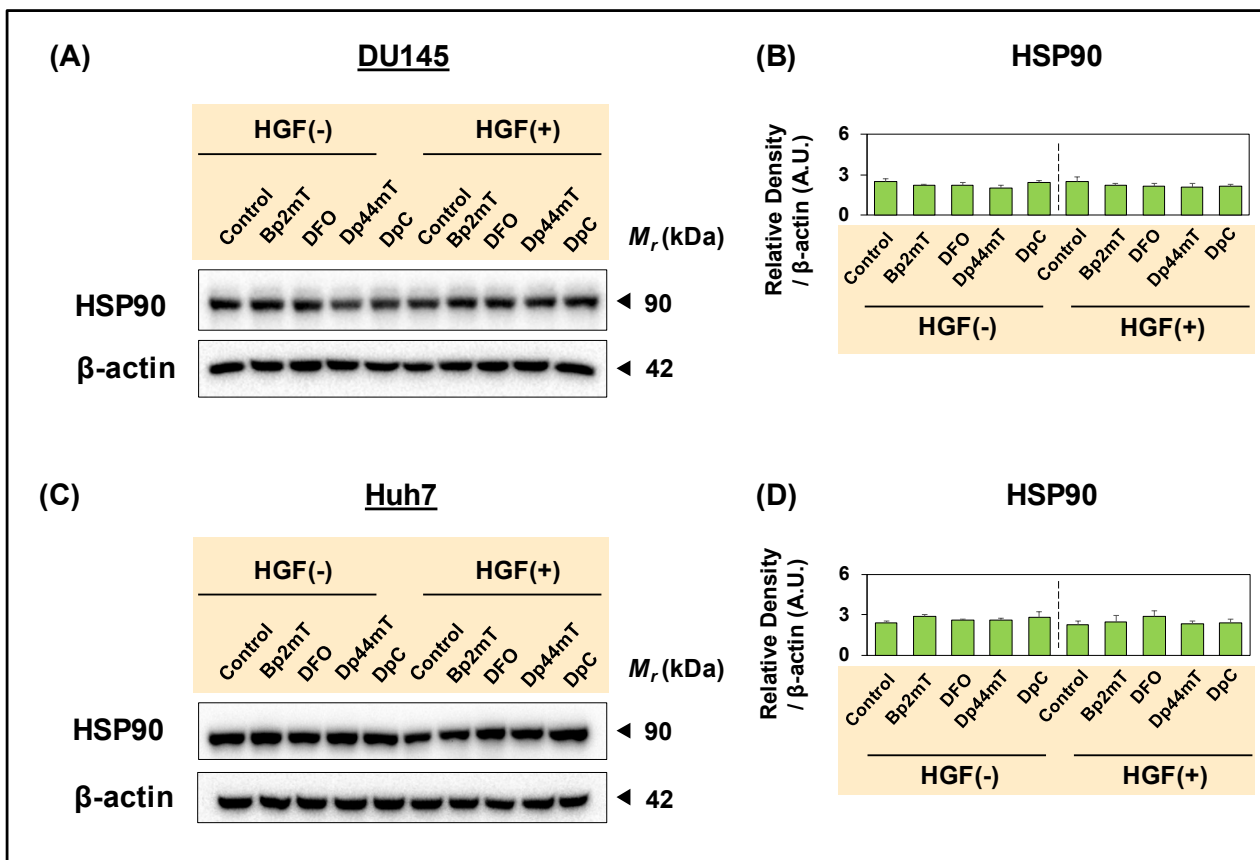 (A)
DU145
HGF(-) HGF(+)
Control Bp2mT DFO Dp44mT DpC Control Bp2mT DFO Dp44mT DpC
Mr (kDa)
HSP90 ◄ 90
β-actin ◄ 42
(B)
HSP90
Relative Density
/ β-actin (A.U.)
6
3
0
Control Bp2mT DFO Dp44mT DpC Control Bp2mT DFO Dp44mT DpC
HGF(-) HGF(+)
(C)
Huh7
HGF(-) HGF(+)
Control Bp2mT DFO Dp44mT DpC Control Bp2mT DFO Dp44mT DpC
Mr (kDa)
HSP90 ◄ 90
β-actin ◄ 42
(D)
HSP90
Relative Density
/ β-actin (A.U.)
6
3
0
Control Bp2mT DFO Dp44mT DpC Control Bp2mT DFO Dp44mT DpC
HGF(-) HGF(+)